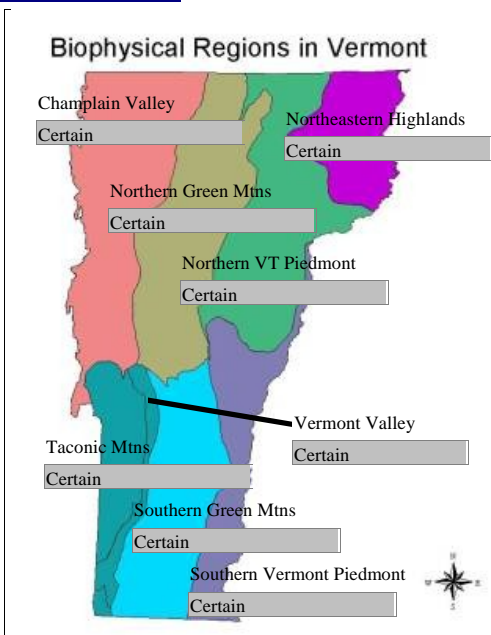 Biophysical Regions in Vermont
Champlain Valley
Certain
Northeastern Highlands
Certain
Northern Green Mtns
Certain
Northern VT Piedmont
Certain
Vermont Valley
Certain
Taconic Mtns
Certain
Southern Green Mtns
Certain
Southern Vermont Piedmont
Certain
N
W E
S